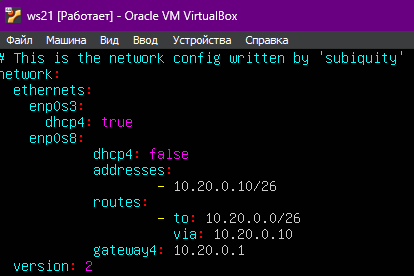 ws21 [Работает] - Oracle VM VirtualBox
Файл Машина Вид Ввод Устройства Справка
# This is the network config written by 'subiquity'
network:
  ethernets:
    enp0s3:
      dhcp4: true
    enp0s8:
            dhcp4: false
            addresses:
                    - 10.20.0.10/26
            routes:
                    - to: 10.20.0.0/26
                      via: 10.20.0.10
            gateway4: 10.20.0.1
  version: 2